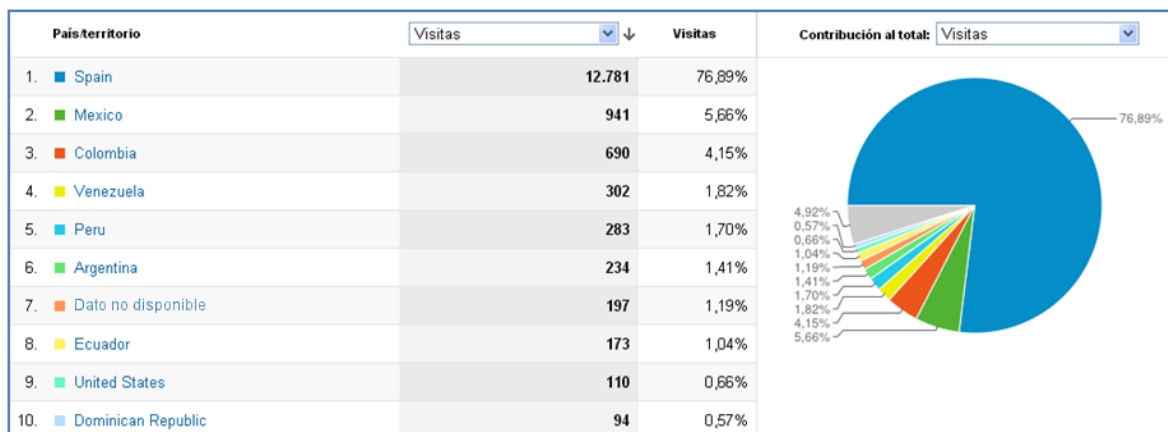 País/territorio Visitas Visitas Contribución al total: Visitas
1. Spain 12.781 76,89%
2. Mexico 941 5,66%
3. Colombia 690 4,15%
4. Venezuela 302 1,82%
5. Peru 283 1,70%
6. Argentina 234 1,41%
7. Dato no disponible 197 1,19%
8. Ecuador 173 1,04%
9. United States 110 0,66%
10. Dominican Republic 94 0,57%
76,89%
4,92%
0,57%
0,66%
1,04%
1,19%
1,41%
1,70%
1,82%
4,15%
5,66%